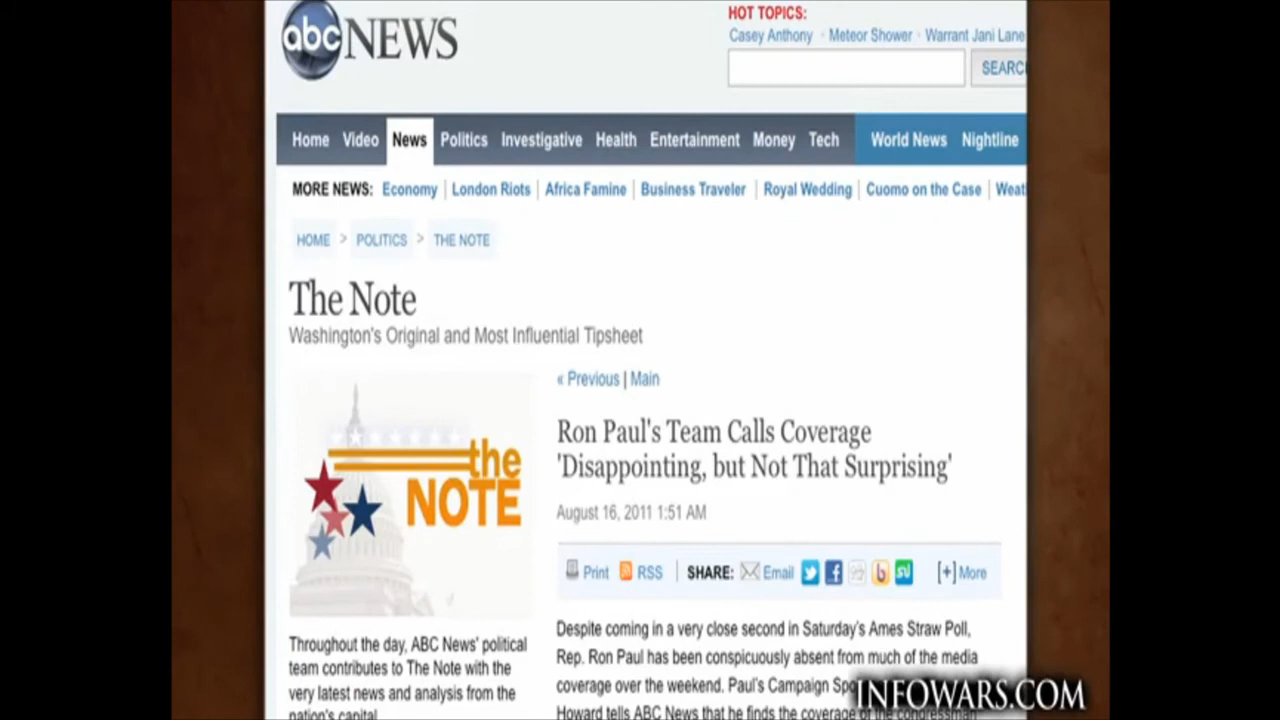 abc NEWS
HOT TOPICS:
Casey Anthony • Meteor Shower • Warrant Jani Lane
SEARC
Home Video News Politics Investigative Health Entertainment Money Tech World News Nightline
MORE NEWS: Economy | London Riots | Africa Famine | Business Traveler | Royal Wedding | Cuomo on the Case | Weat
HOME > POLITICS > THE NOTE
The Note
Washington's Original and Most Influential Tipsheet
« Previous | Main
Ron Paul's Team Calls Coverage
'Disappointing, but Not That Surprising'
August 16, 2011 1:51 AM
the
NOTE
Print RSS | SHARE: Email [+] More
Throughout the day, ABC News' political
team contributes to The Note with the
very latest news and analysis from the
nation's capital
Despite coming in a very close second in Saturday's Ames Straw Poll,
Rep. Ron Paul has been conspicuously absent from much of the media
coverage over the weekend. Paul's Campaign Spo
Howard tells ABC News that he finds the coverage of the congressman
INFOWARS.COM